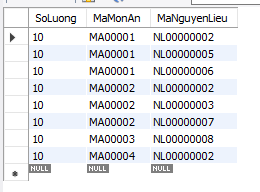 SoLuong MaMonAn MaNguyenLieu
10 MA00001 NL00000002
10 MA00001 NL00000005
10 MA00001 NL00000006
10 MA00002 NL00000002
10 MA00002 NL00000003
10 MA00002 NL00000007
10 MA00003 NL00000008
10 MA00004 NL00000002
NULL NULL NULL